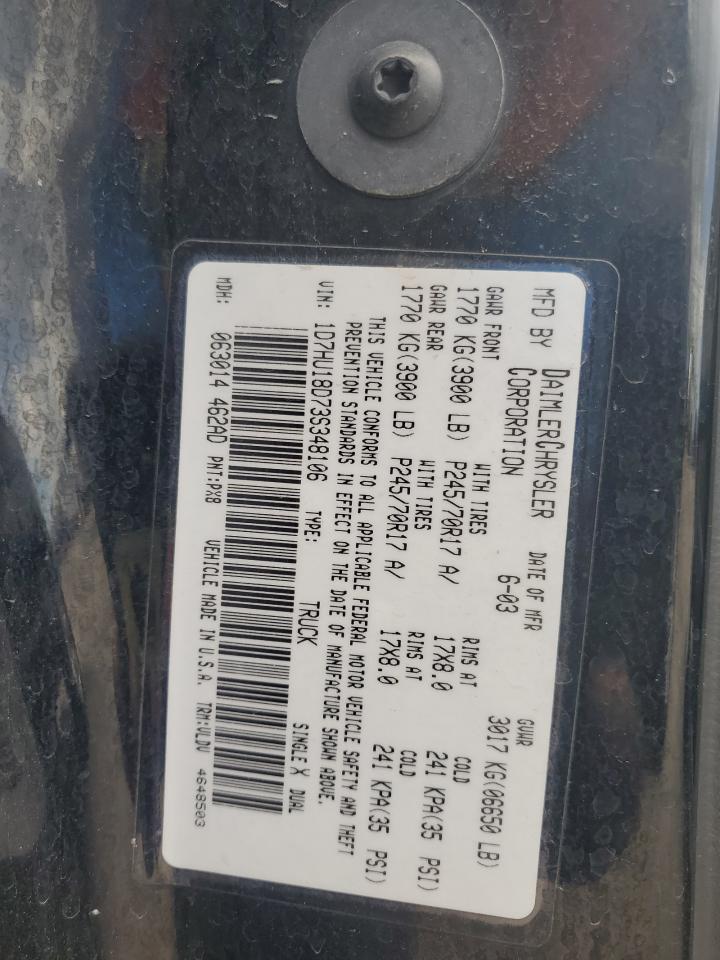 MFD BY DAIMLERCHRYSLER CORPORATION DATE OF MFR 6-03 GVWR 3017 KG(06650 LB)
GAWR FRONT WITH TIRES RIMS AT COLD
1770 KG(3900 LB) P245/70R17 A/ 17X8.0 241 KPA(35 PSI)
GAWR REAR WITH TIRES RIMS AT COLD
1770 KG(3900 LB) P245/70R17 A/ 17X8.0 241 KPA(35 PSI)
THIS VEHICLE CONFORMS TO ALL APPLICABLE FEDERAL MOTOR VEHICLE SAFETY AND THEFT
PREVENTION STANDARDS IN EFFECT ON THE DATE OF MANUFACTURE SHOWN ABOVE.
VIN: 1D7HU18D73S348106 TYPE: TRUCK SINGLE X DUAL
MDH: 063014 462AD PNT:PX8 VEHICLE MADE IN U.S.A. TRM:VLDV 4648503